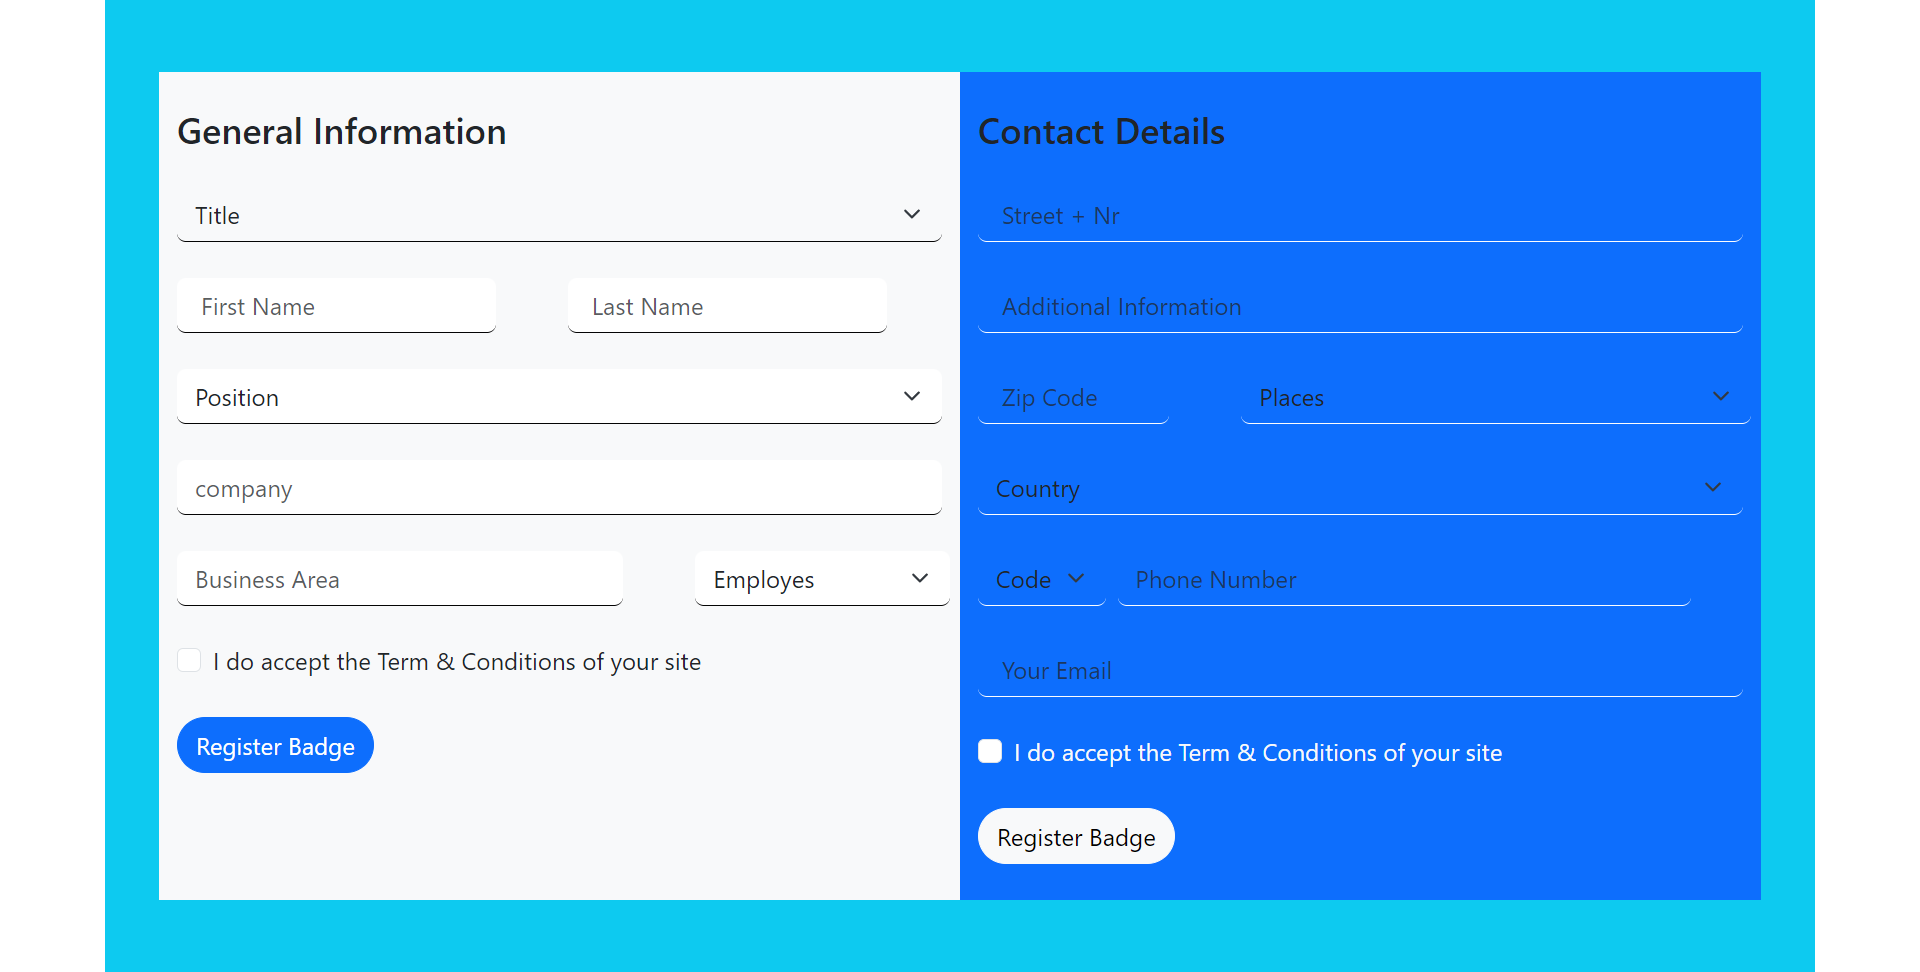 General Information
Title
First Name
Last Name
Position
company
Business Area
Employes
I do accept the Term & Conditions of your site
Register Badge
Contact Details
Street + Nr
Additional Information
Zip Code
Places
Country
Code
Phone Number
Your Email
I do accept the Term & Conditions of your site
Register Badge